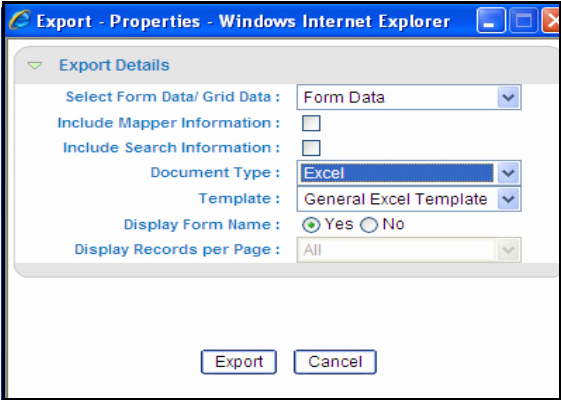 Export - Properties - Windows Internet Explorer
Export Details
Select Form Data/ Grid Data : Form Data
Include Mapper Information :
Include Search Information :
Document Type : Excel
Template : General Excel Template
Display Form Name : Yes No
Display Records per Page : All
Export Cancel